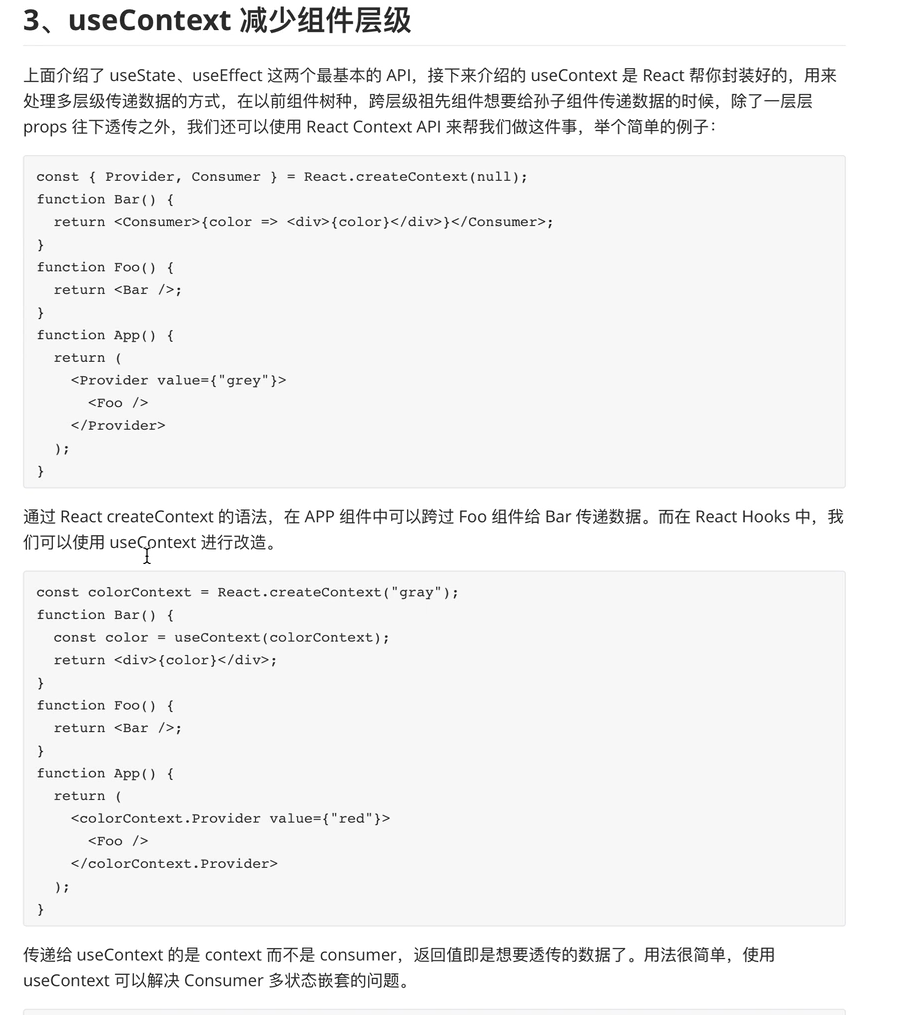 3、useContext 减少组件层级
上面介绍了 useState、useEffect 这两个最基本的 API，接下来介绍的 useContext 是 React 帮你封装好的，用来
处理多层级传递数据的方式，在以前组件树种，跨层级祖先组件想要给孙子组件传递数据的时候，除了一层层
props 往下透传之外，我们还可以使用 React Context API 来帮我们做这件事，举个简单的例子：
const { Provider, Consumer } = React.createContext(null);
function Bar() {
  return <Consumer>{color => <div>{color}</div>}</Consumer>;
}
function Foo() {
  return <Bar />;
}
function App() {
  return (
    <Provider value={"grey"}>
      <Foo />
    </Provider>
  );
}
通过 React createContext 的语法，在 APP 组件中可以跨过 Foo 组件给 Bar 传递数据。而在 React Hooks 中，我
们可以使用 useContext 进行改造。
const colorContext = React.createContext("gray");
function Bar() {
  const color = useContext(colorContext);
  return <div>{color}</div>;
}
function Foo() {
  return <Bar />;
}
function App() {
  return (
    <colorContext.Provider value={"red"}>
      <Foo />
    </colorContext.Provider>
  );
}
传递给 useContext 的是 context 而不是 consumer，返回值即是想要透传的数据了。用法很简单，使用
useContext 可以解决 Consumer 多状态嵌套的问题。